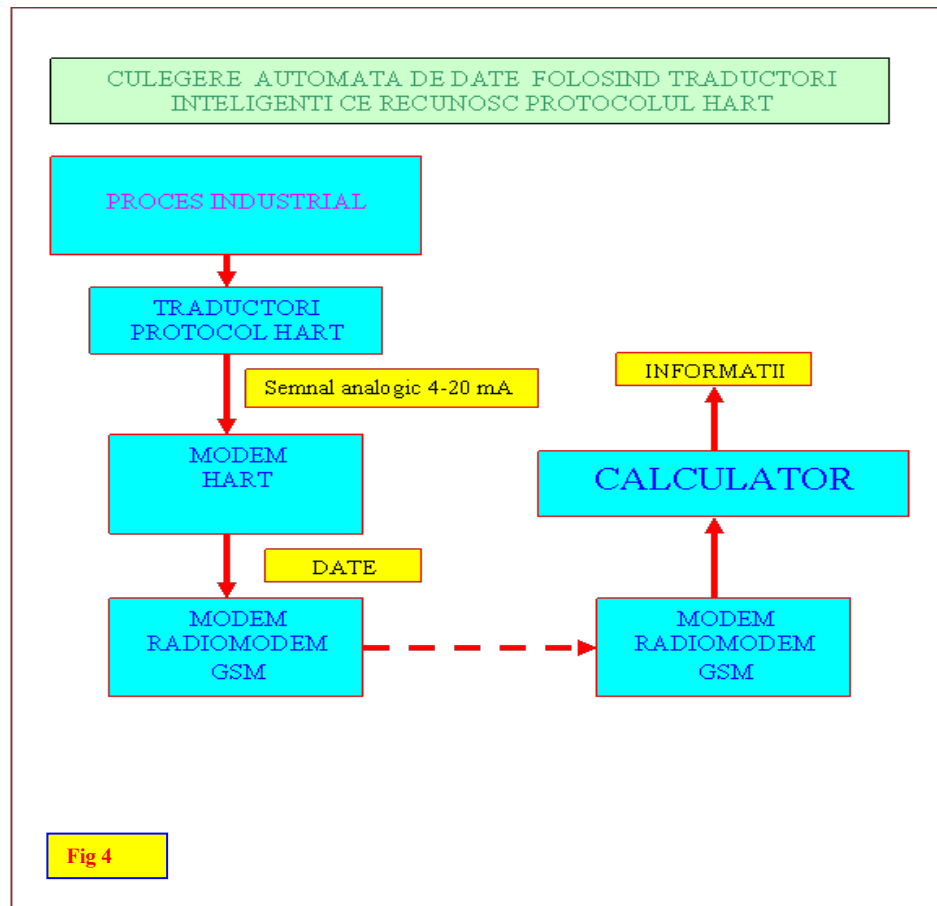 CULEGERE AUTOMATA DE DATE FOLOSIND TRADUCTORI
INTELIGENTI CE RECUNOSC PROTOCOLUL HART
PROCES INDUSTRIAL
TRADUCTORI
PROTOCOL HART
Semnal analogic 4-20 mA
MODEM
HART
DATE
MODEM
RADIOMODEM
GSM
INFORMATII
CALCULATOR
MODEM
RADIOMODEM
GSM
Fig 4